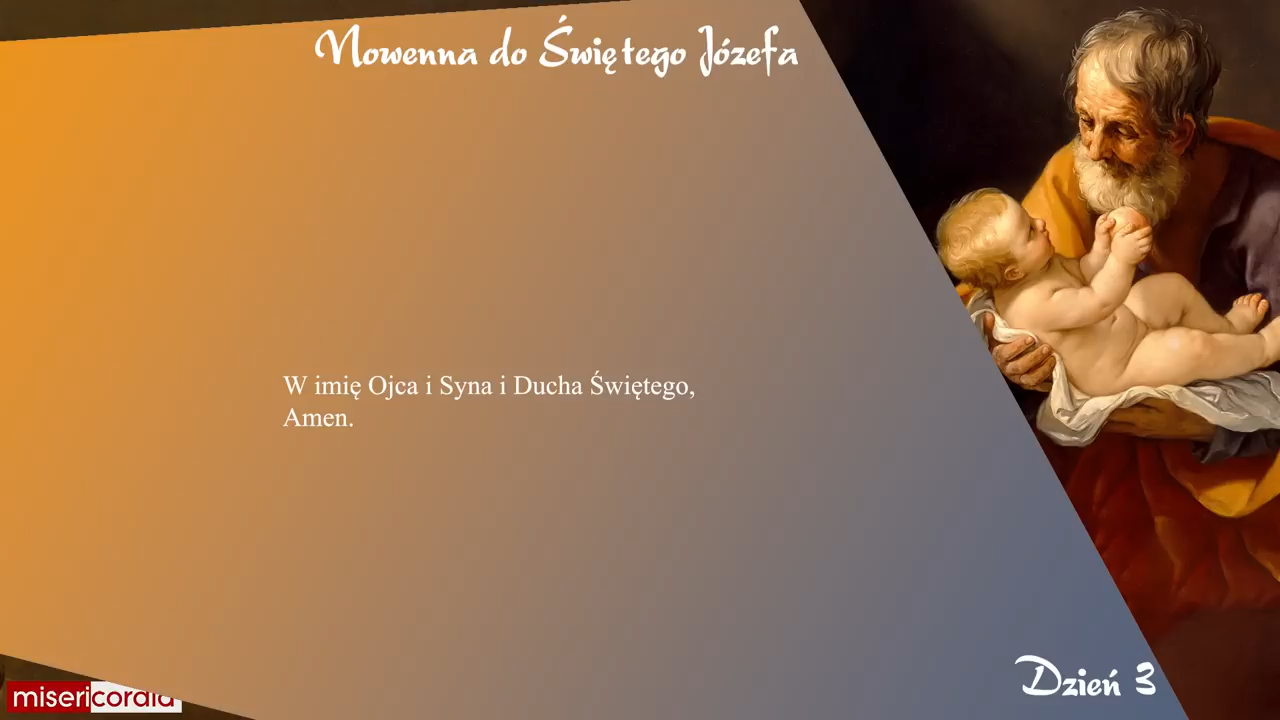 Nowenna do Świętego Józefa
W imię Ojca i Syna i Ducha Świętego,
Amen.
Dzień 3
misericordia